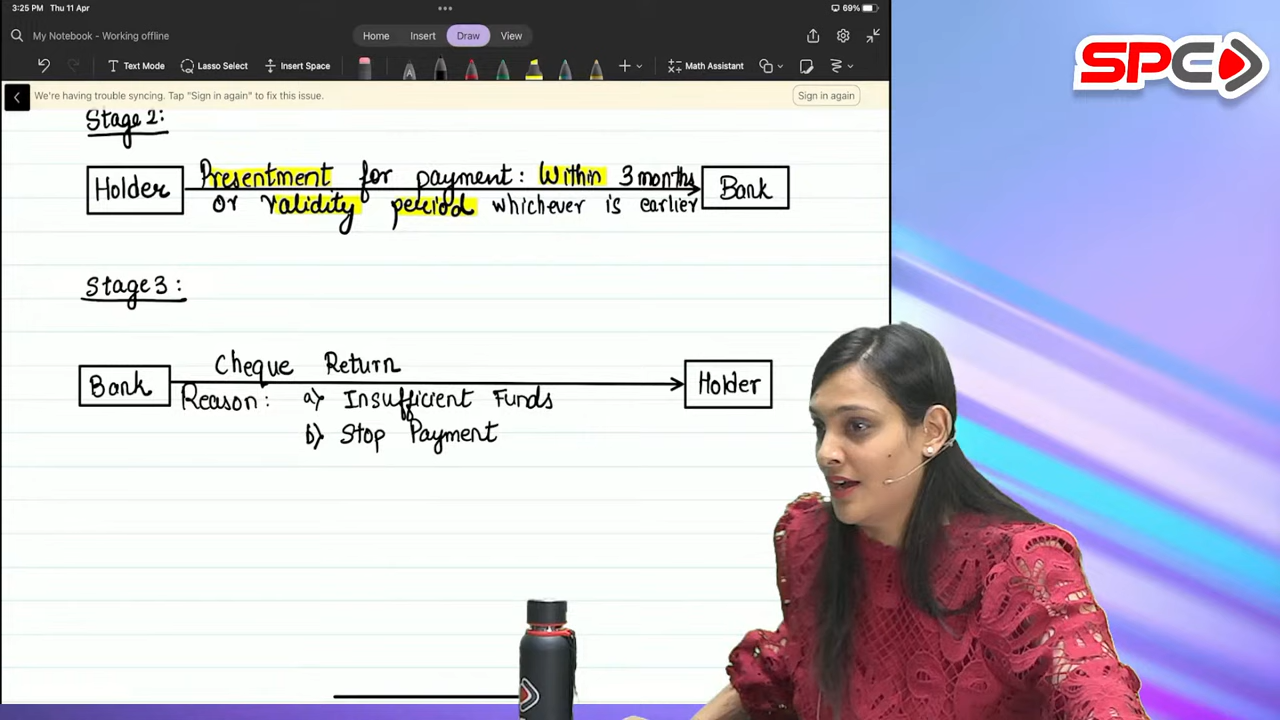 3:25 PM Thu 11 Apr
69%
My Notebook - Working offline
Home Insert Draw View
Text Mode Lasso Select Insert Space Math Assistant
We're having trouble syncing. Tap "Sign in again" to fix this issue.
Sign in again
SPC
Stage 2:
Holder Presentment for payment: Within 3 months Bank
or validity period whichever is earlier
Stage 3:
Cheque Return
Bank Holder
Reason: a) Insufficient Funds
b) Stop Payment